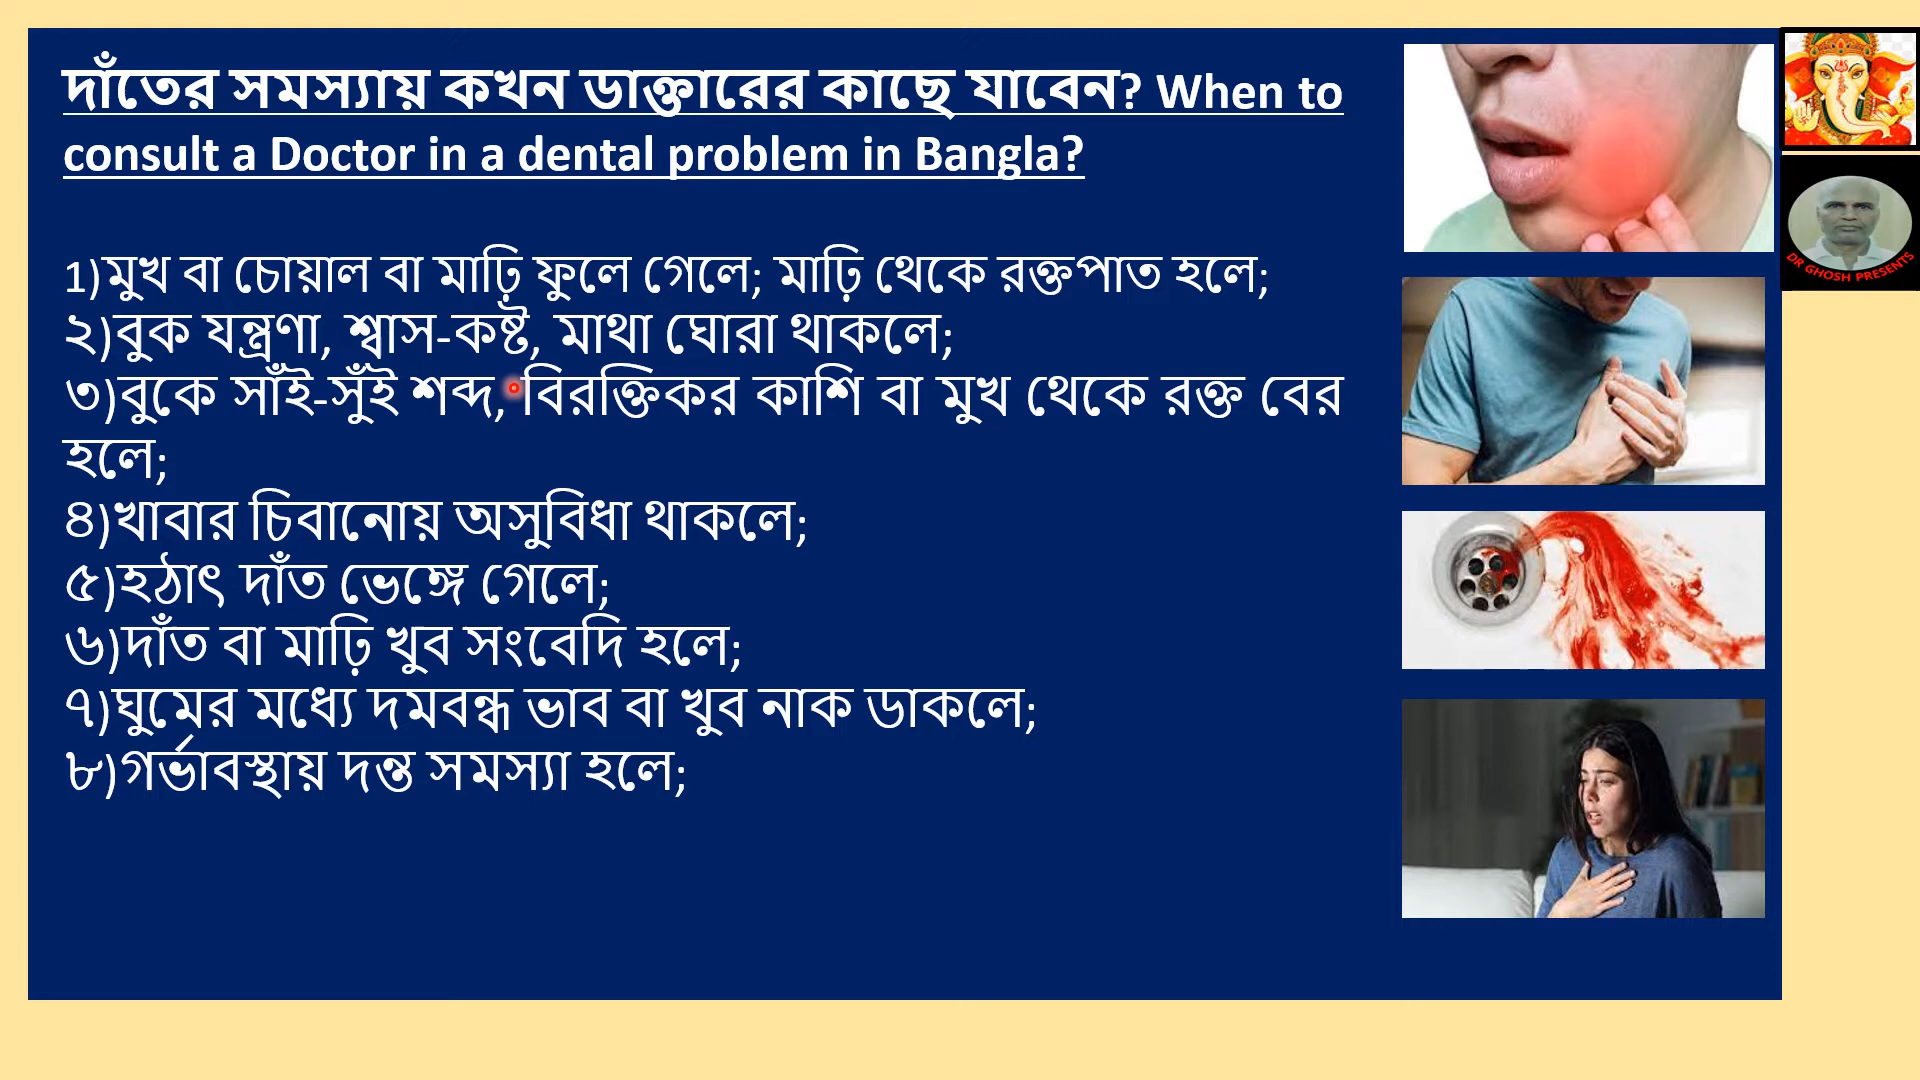 দাঁতের সমস্যায় কখন ডাক্তারের কাছে যাবেন? When to
consult a Doctor in a dental problem in Bangla?
1)মুখ বা চোয়াল বা মাঢ়ি ফুলে গেলে; মাঢ়ি থেকে রক্তপাত হলে;
২)বুক যন্ত্রণা, শ্বাস-কষ্ট, মাথা ঘোরা থাকলে;
৩)বুকে সাঁই-সুঁই শব্দ, বিরক্তিকর কাশি বা মুখ থেকে রক্ত বের
হলে;
৪)খাবার চিবানোয় অসুবিধা থাকলে;
৫)হঠাৎ দাঁত ভেঙ্গে গেলে;
৬)দাঁত বা মাঢ়ি খুব সংবেদি হলে;
৭)ঘুমের মধ্যে দমবন্ধ ভাব বা খুব নাক ডাকলে;
৮)গর্ভাবস্থায় দন্ত সমস্যা হলে;
DR GHOSH PRESENTS